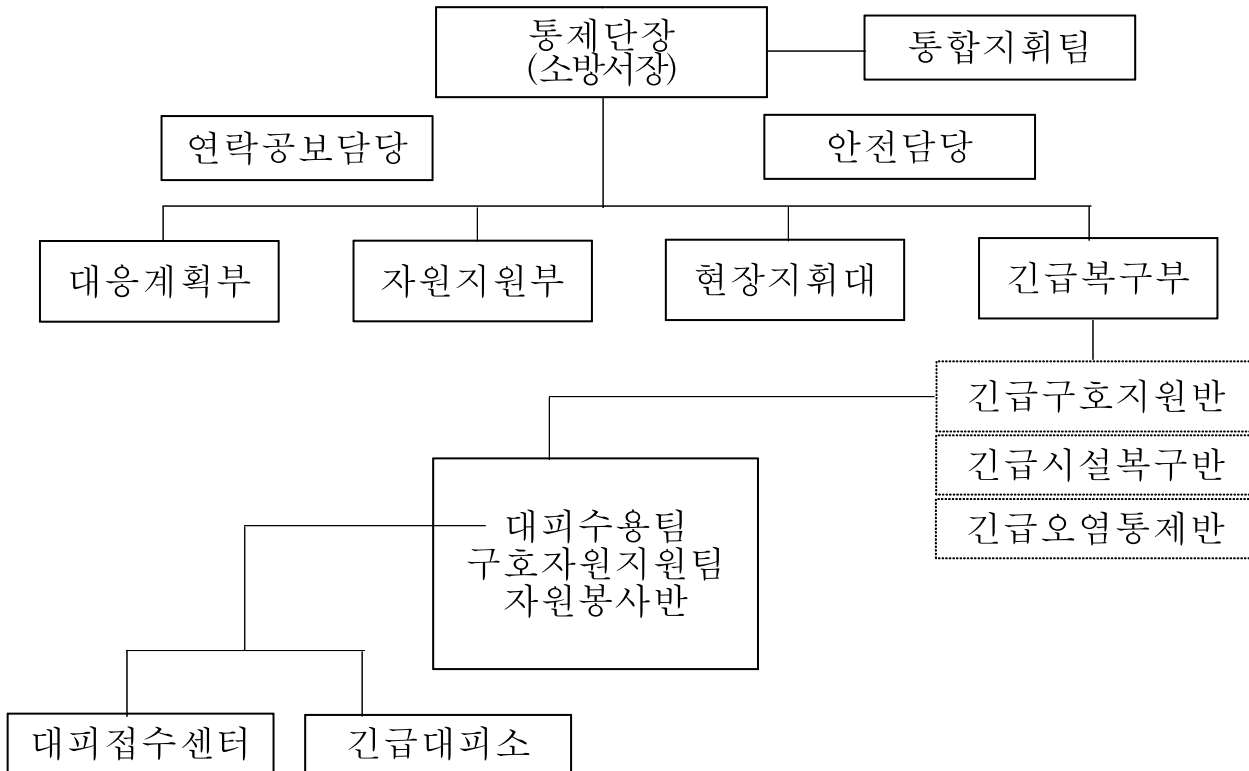 통제단장
(소방서장)
통합지휘팀
연락공보담당
안전담당
대응계획부
자원지원부
현장지휘대
긴급복구부
긴급구호지원반
긴급시설복구반
긴급오염통제반
대피수용팀
구호자원지원팀
자원봉사반
대피접수센터
긴급대피소